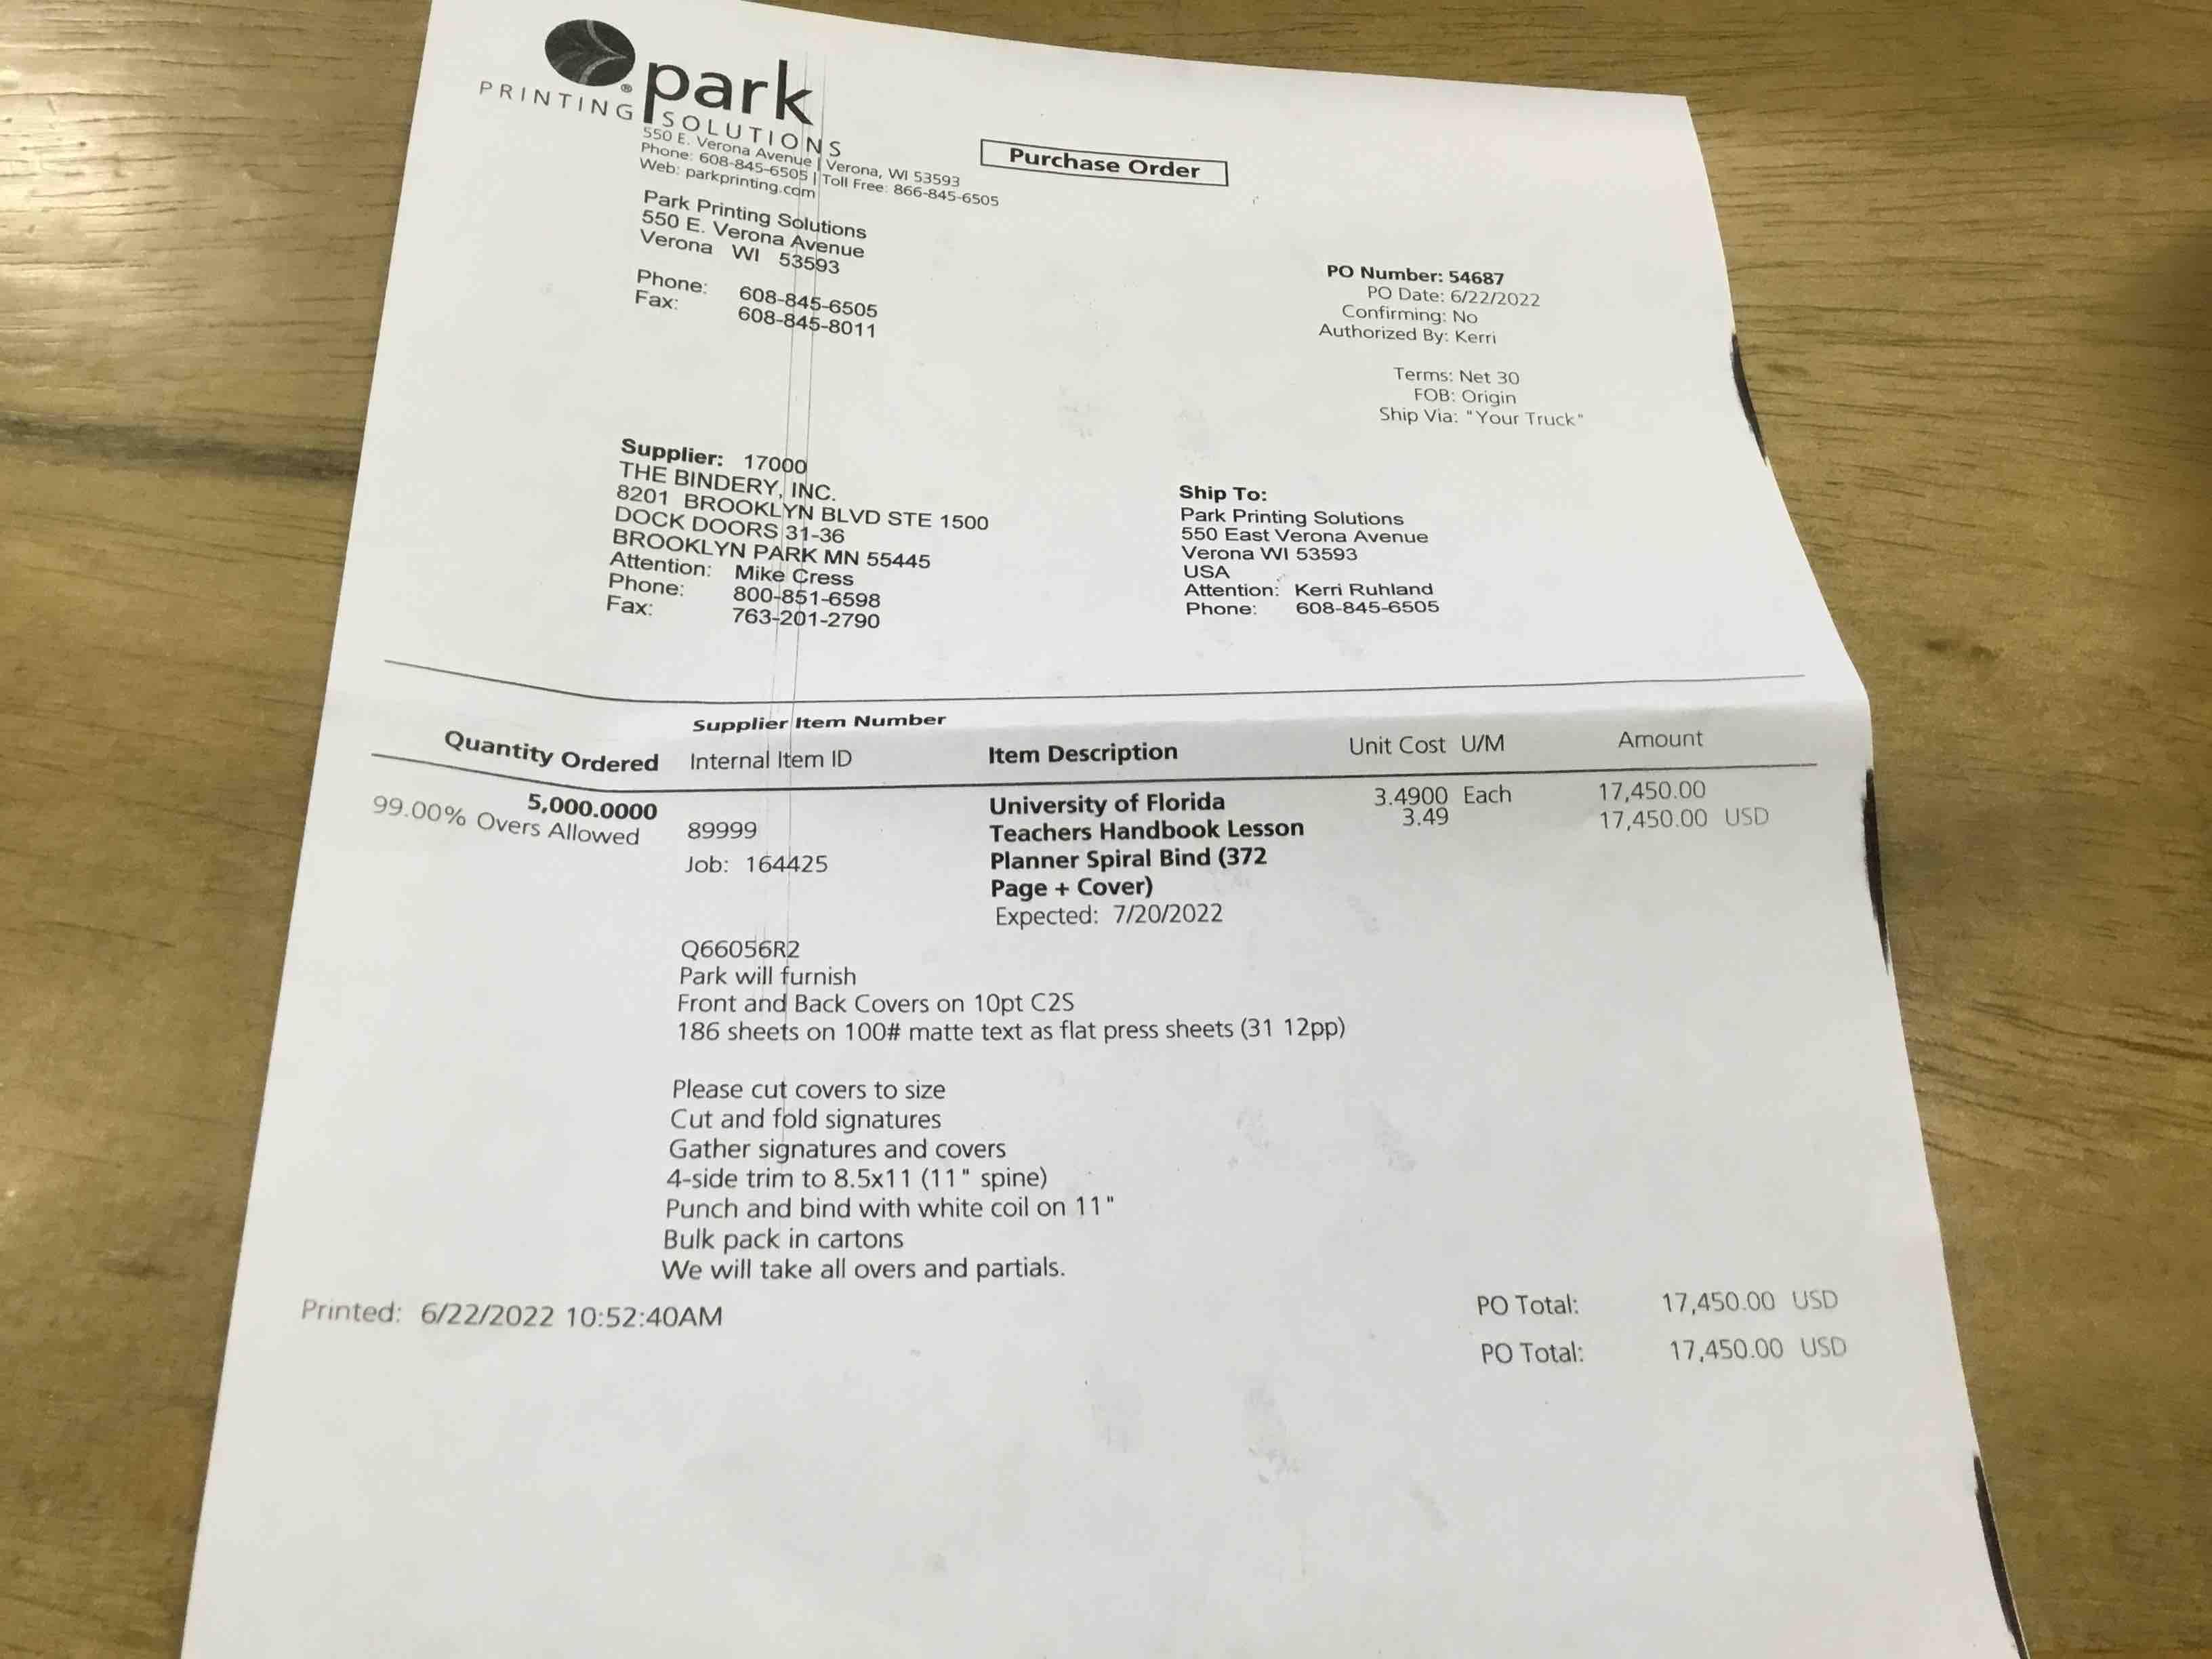 park
PRINTING SOLUTIONS
550 E. Verona Avenue | Verona, WI 53593
Phone: 608-845-6505 | Toll Free: 866-845-6505
Web: parkprinting.com
Purchase Order
Park Printing Solutions
550 E. Verona Avenue
Verona WI 53593
Phone: 608-845-6505
Fax: 608-845-8011
PO Number: 54687
PO Date: 6/22/2022
Confirming: No
Authorized By: Kerri
Terms: Net 30
FOB: Origin
Ship Via: "Your Truck"
Supplier: 17000
THE BINDERY, INC.
8201 BROOKLYN BLVD STE 1500
DOCK DOORS 31-36
BROOKLYN PARK MN 55445
Attention: Mike Cress
Phone: 800-851-6598
Fax: 763-201-2790
Ship To:
Park Printing Solutions
550 East Verona Avenue
Verona WI 53593
USA
Attention: Kerri Ruhland
Phone: 608-845-6505
Supplier Item Number
Quantity Ordered Internal Item ID Item Description Unit Cost U/M Amount
5,000.0000 University of Florida 3.4900 Each 17,450.00
99.00% Overs Allowed 89999 Teachers Handbook Lesson 3.49 17,450.00 USD
Job: 164425 Planner Spiral Bind (372
Page + Cover)
Expected: 7/20/2022
Q66056R2
Park will furnish
Front and Back Covers on 10pt C2S
186 sheets on 100# matte text as flat press sheets (31 12pp)
Please cut covers to size
Cut and fold signatures
Gather signatures and covers
4-side trim to 8.5x11 (11" spine)
Punch and bind with white coil on 11"
Bulk pack in cartons
We will take all overs and partials.
Printed: 6/22/2022 10:52:40AM
PO Total: 17,450.00 USD
PO Total: 17,450.00 USD